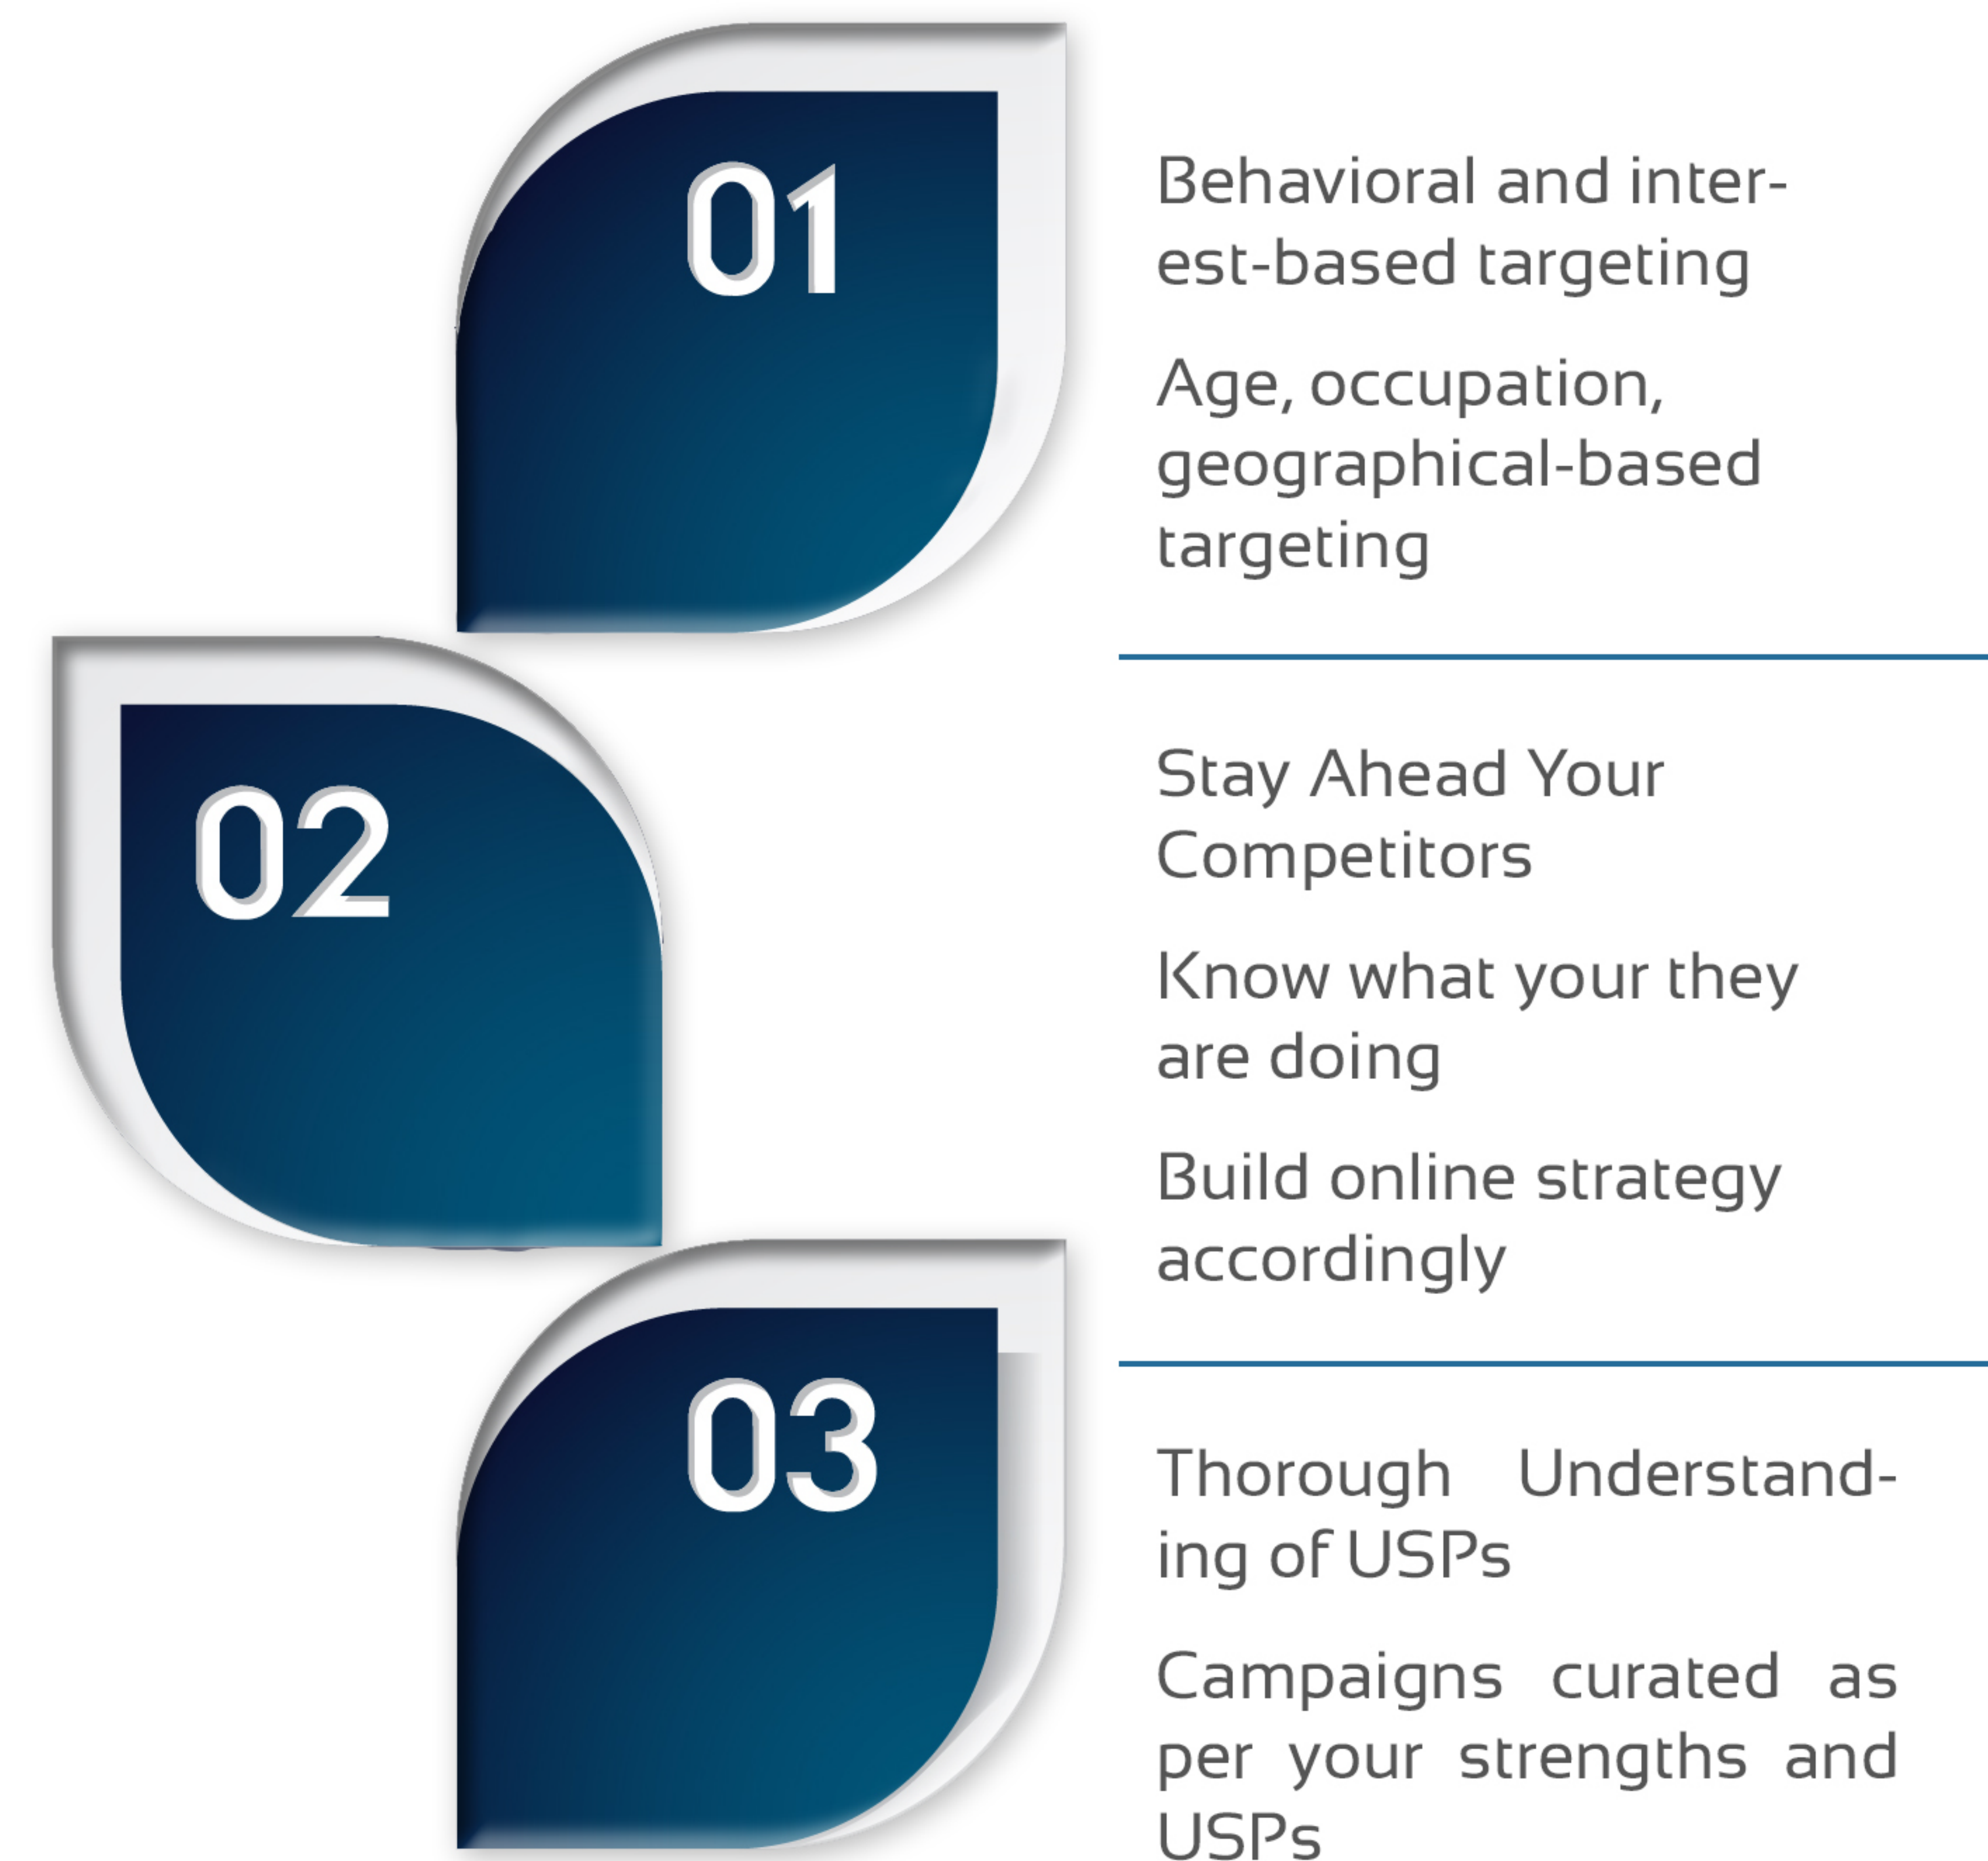 01
Behavioral and inter-
est-based targeting
Age, occupation,
geographical-based
targeting
02
Stay Ahead Your
Competitors
Know what your they
are doing
Build online strategy
accordingly
03
Thorough Understand-
ing of USPs
Campaigns curated as
per your strengths and
USPs